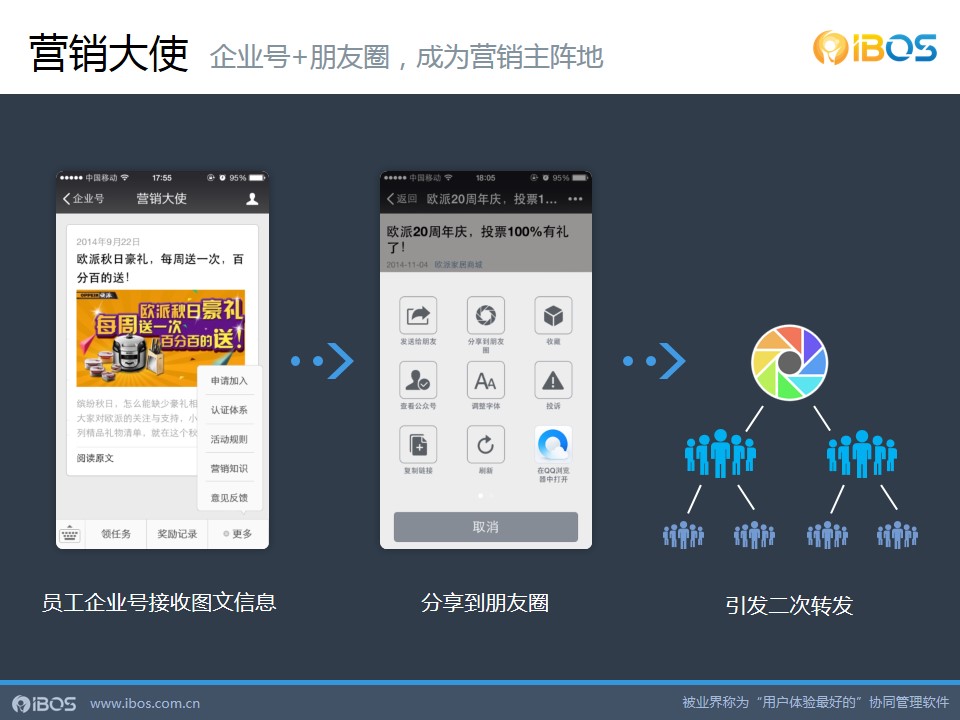 营销大使 企业号+朋友圈，成为营销主阵地
iBOS
中国移动 17:55 95%
企业号 营销大使
2014年9月22日
欧派秋日豪礼，每周送一次，百
分百的送！
OPPEIN 欧派
欧派秋日豪礼
每周送一次
百分百的送！
缤纷秋日，怎么能缺少豪礼相
大家对欧派的关注与支持，小
列精品礼物清单，就在这个秋
阅读原文
申请加入
认证体系
活动规则
营销知识
意见反馈
领任务 奖励记录 更多
员工企业号接收图文信息
中国移动 18:05 95%
返回 欧派20周年庆，投票1... •••
欧派20周年庆，投票100%有礼
了！
2014-11-04 欧派家居商城
发送给朋友 分享到朋友
圈 收藏
查看公众号 调整字体 投诉
复制链接 刷新 在QQ浏览
器中打开
取消
分享到朋友圈
引发二次转发
iBOS www.ibos.com.cn 被业界称为“用户体验最好的”协同管理软件